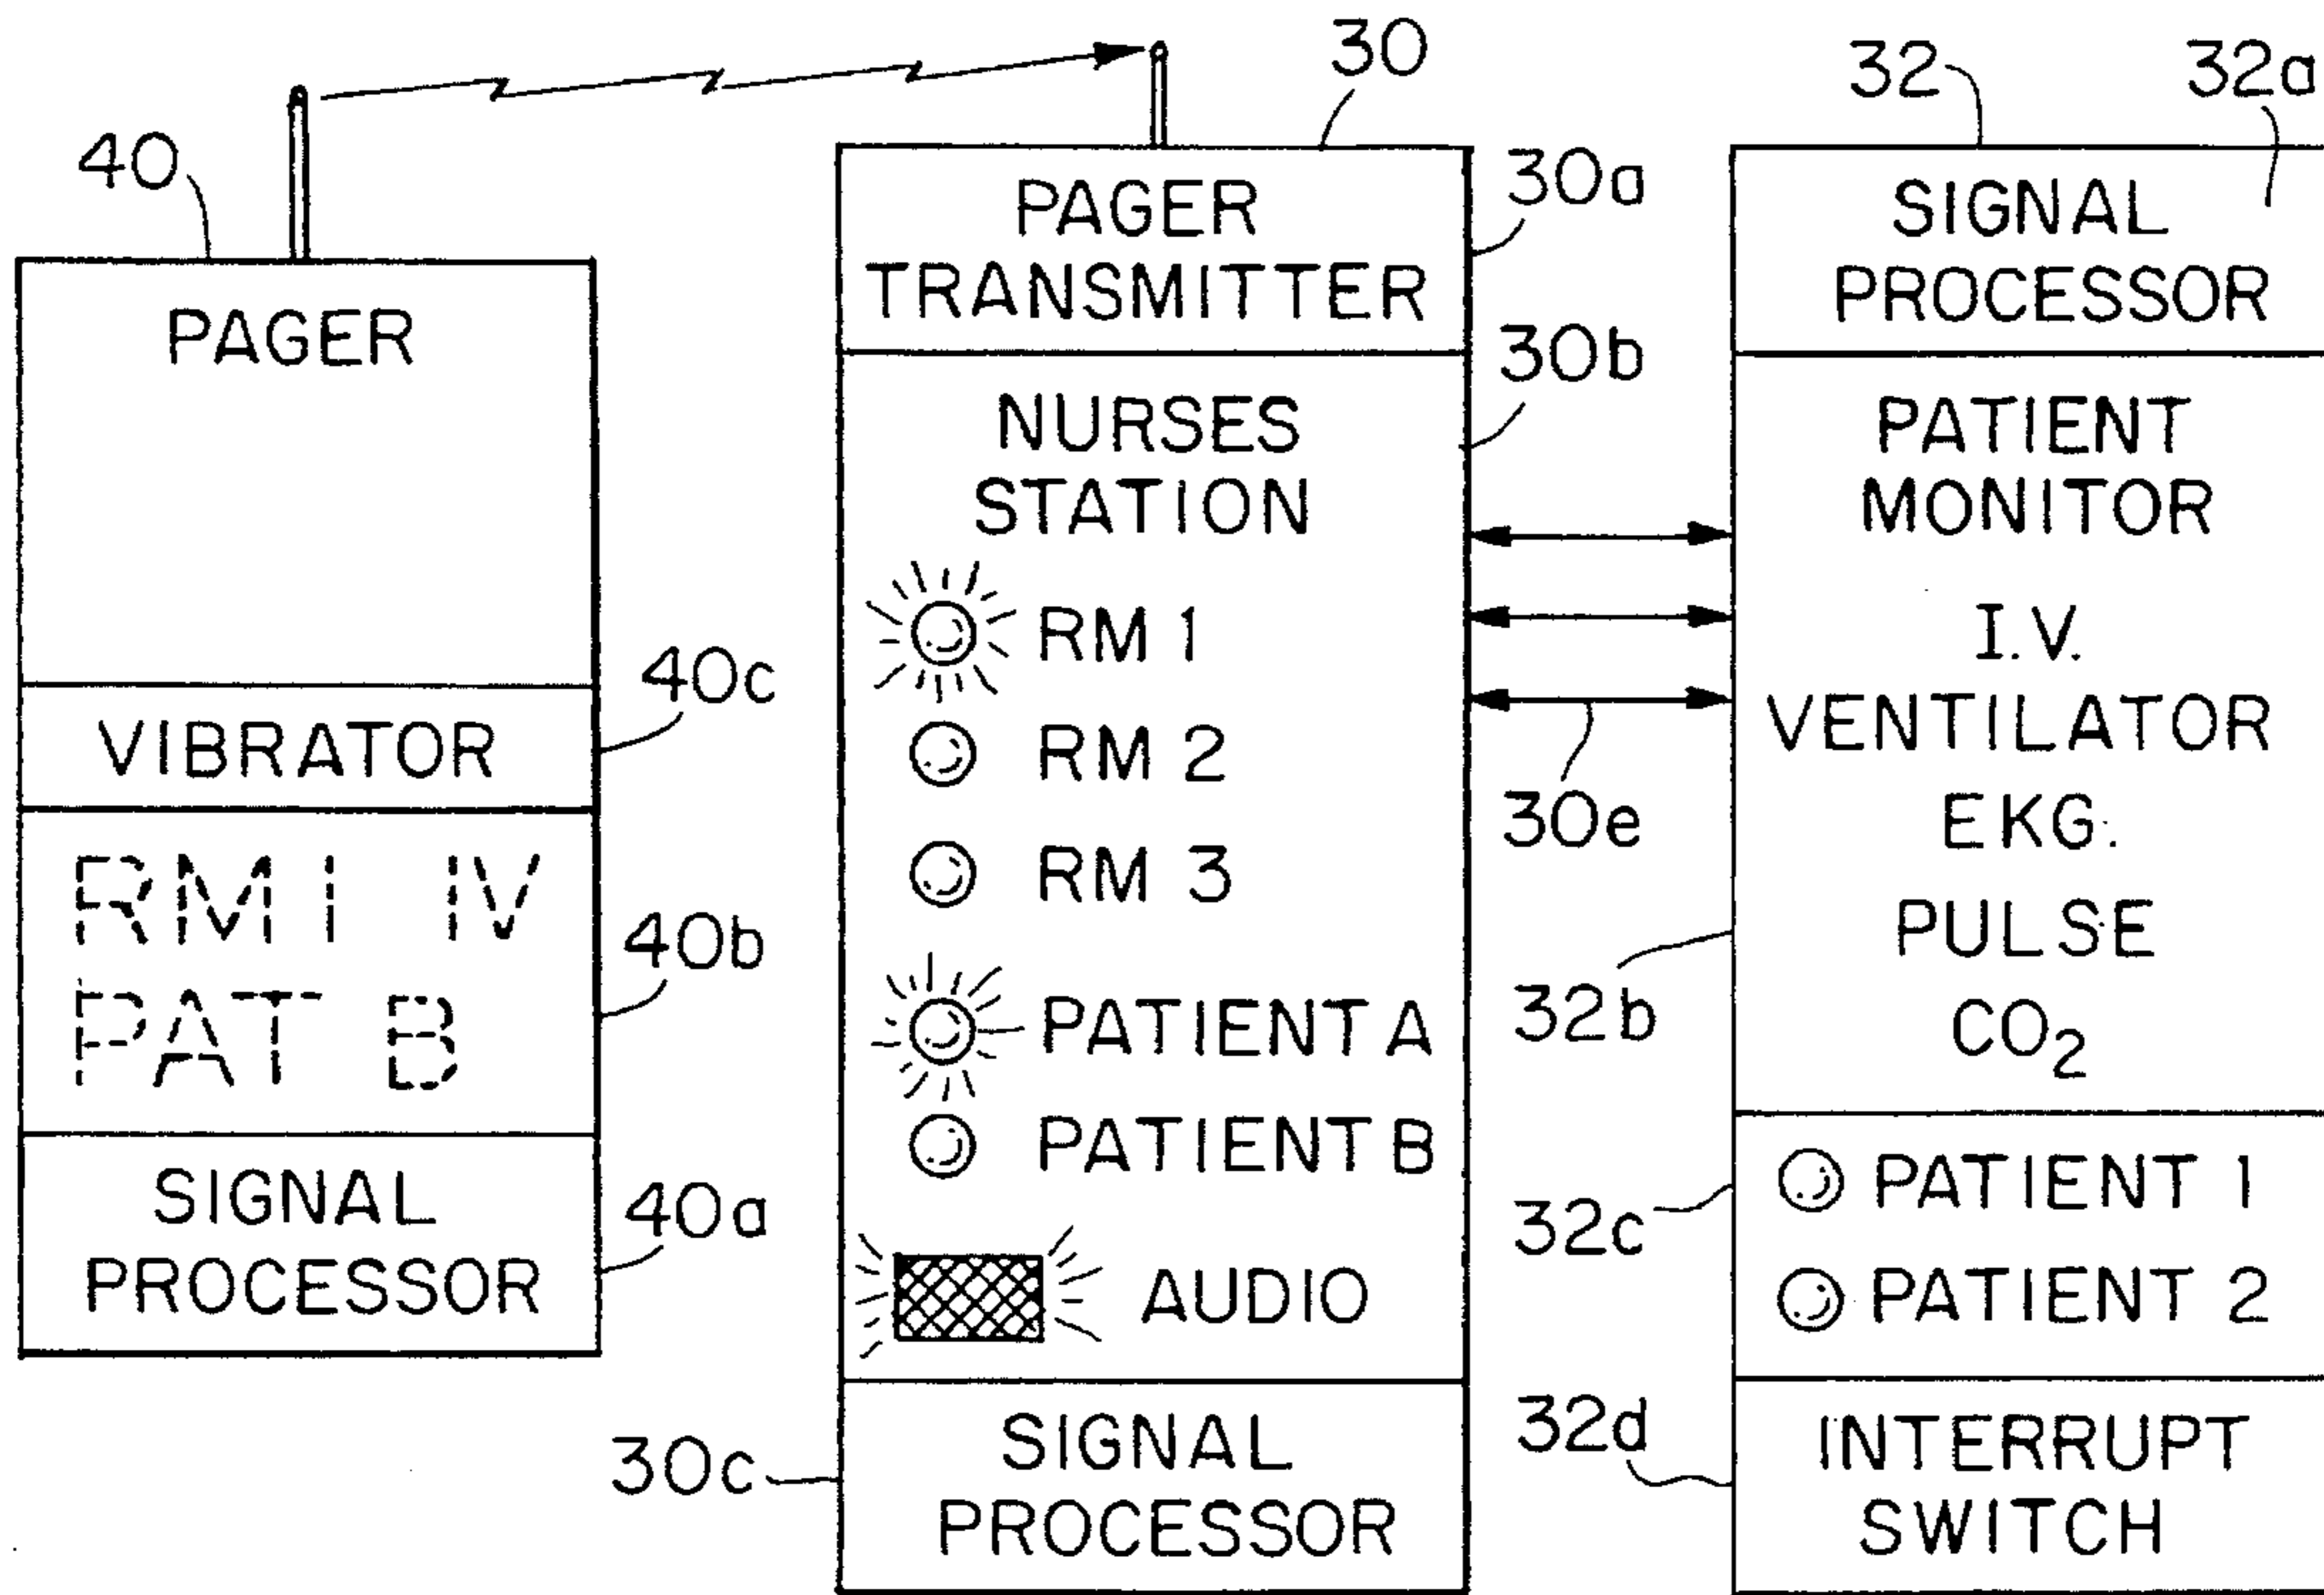 40
PAGER
VIBRATOR
40c
RM 1 IV
PAT B
40b
SIGNAL
PROCESSOR
40a
30
PAGER
TRANSMITTER
30a
NURSES
STATION
30b
RM 1
RM 2
RM 3
PATIENT A
PATIENT B
AUDIO
30e
SIGNAL
PROCESSOR
30c
32
32a
SIGNAL
PROCESSOR
PATIENT
MONITOR
I.V.
VENTILATOR
EKG.
PULSE
CO₂
32b
PATIENT 1
PATIENT 2
32c
INTERRUPT
SWITCH
32d